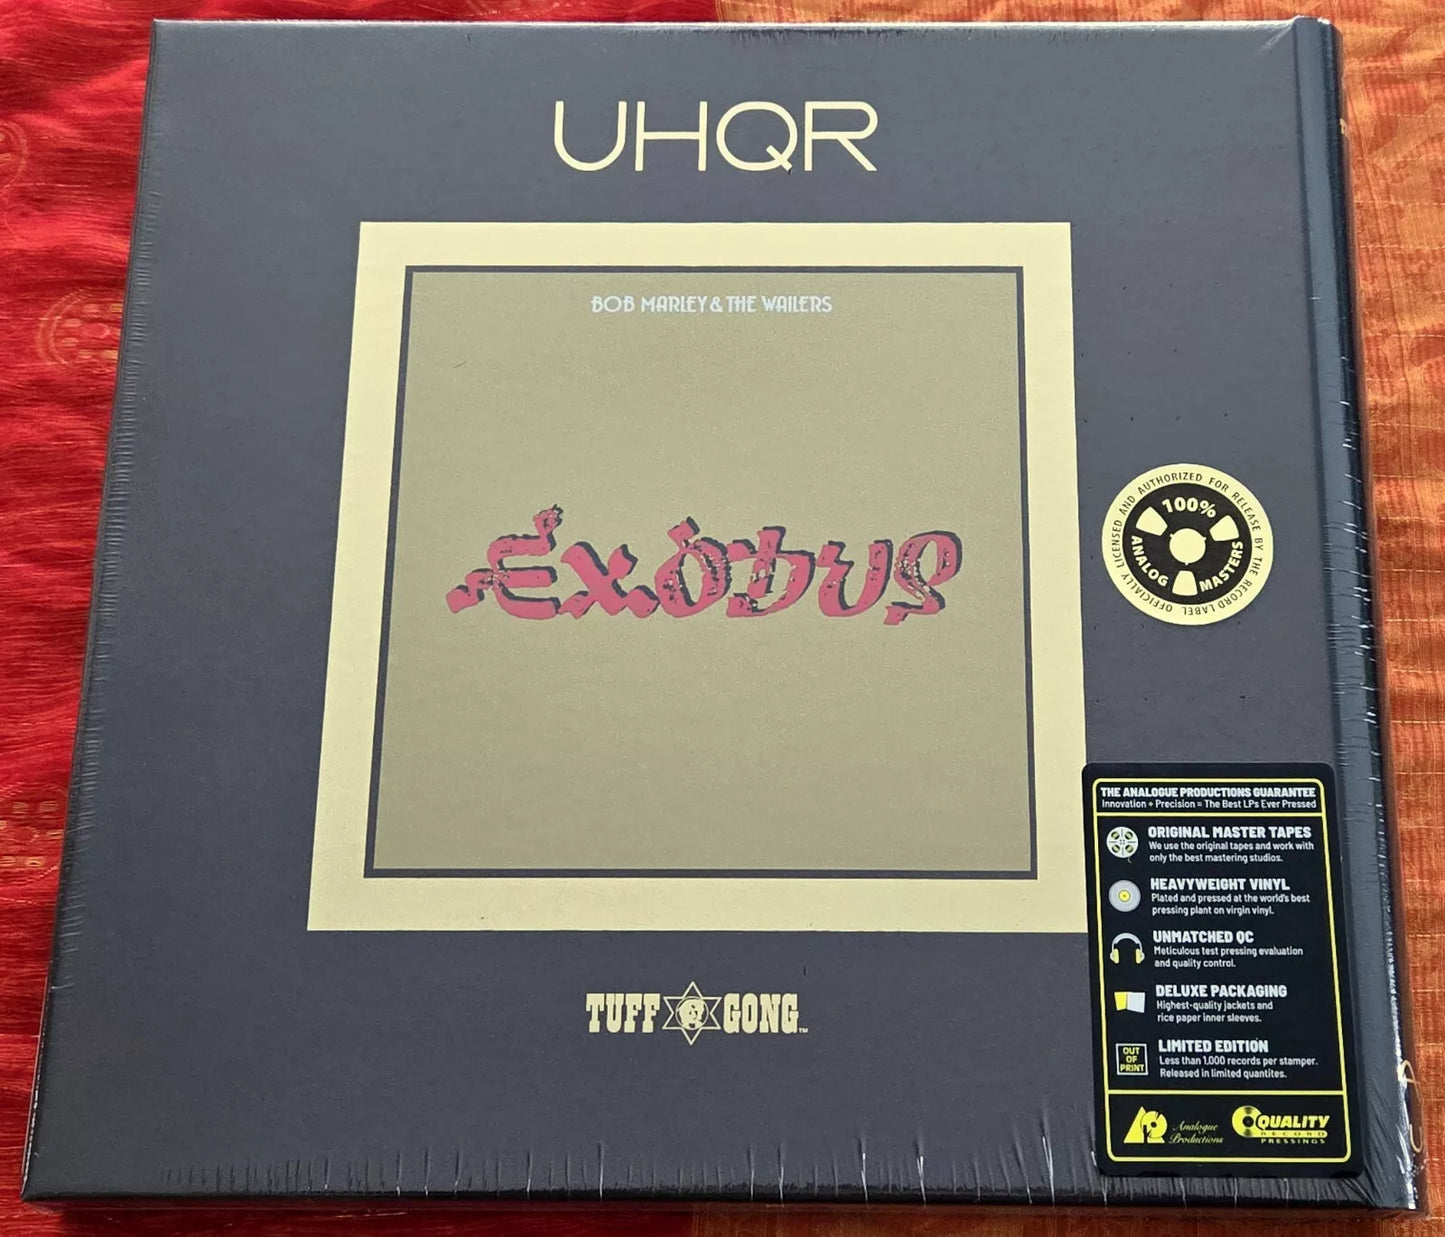 UHQR
BOB MARLEY & THE WAILERS
EXODUS
OFFICIALLY LICENSED AND AUTHORIZED FOR RELEASE BY THE RECORD LABEL
100%
ANALOG MASTERS
TUFF GONG™
THE ANALOGUE PRODUCTIONS GUARANTEE
Innovation + Precision = The Best LPs Ever Pressed
ORIGINAL MASTER TAPES
We use the original tapes and work with
only the best mastering studios.
HEAVYWEIGHT VINYL
Plated and pressed at the world's best
pressing plant on virgin vinyl.
UNMATCHED QC
Meticulous test pressing evaluation
and quality control.
DELUXE PACKAGING
Highest-quality jackets and
rice paper inner sleeves.
OUT
OF
PRINT
LIMITED EDITION
Less than 1,000 records per stamper.
Released in limited quantites.
Analogue
Productions
QUALITY
RECORD
PRESSINGS